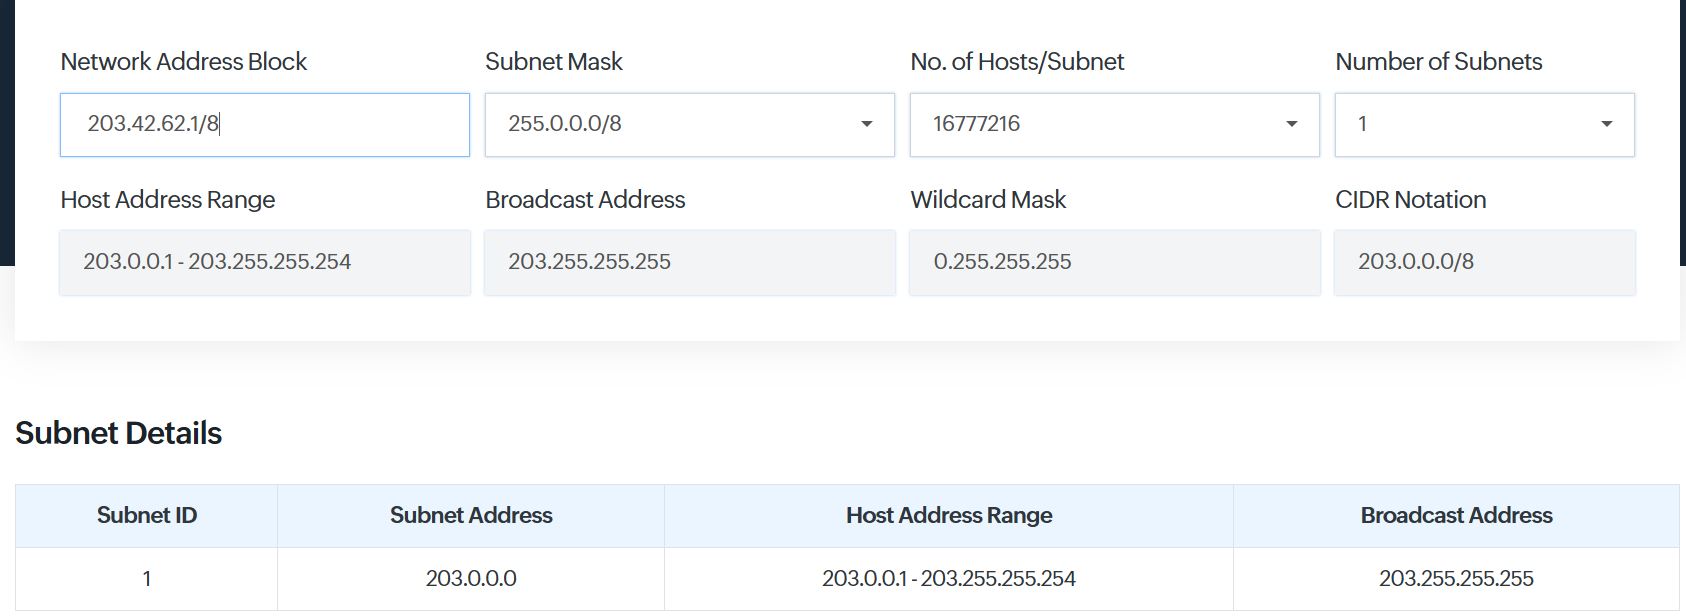 Network Address Block Subnet Mask No. of Hosts/Subnet Number of Subnets
203.42.62.1/8 255.0.0.0/8 16777216 1
Host Address Range Broadcast Address Wildcard Mask CIDR Notation
203.0.0.1 - 203.255.255.254 203.255.255.255 0.255.255.255 203.0.0.0/8
Subnet Details
Subnet ID Subnet Address Host Address Range Broadcast Address
1 203.0.0.0 203.0.0.1 - 203.255.255.254 203.255.255.255